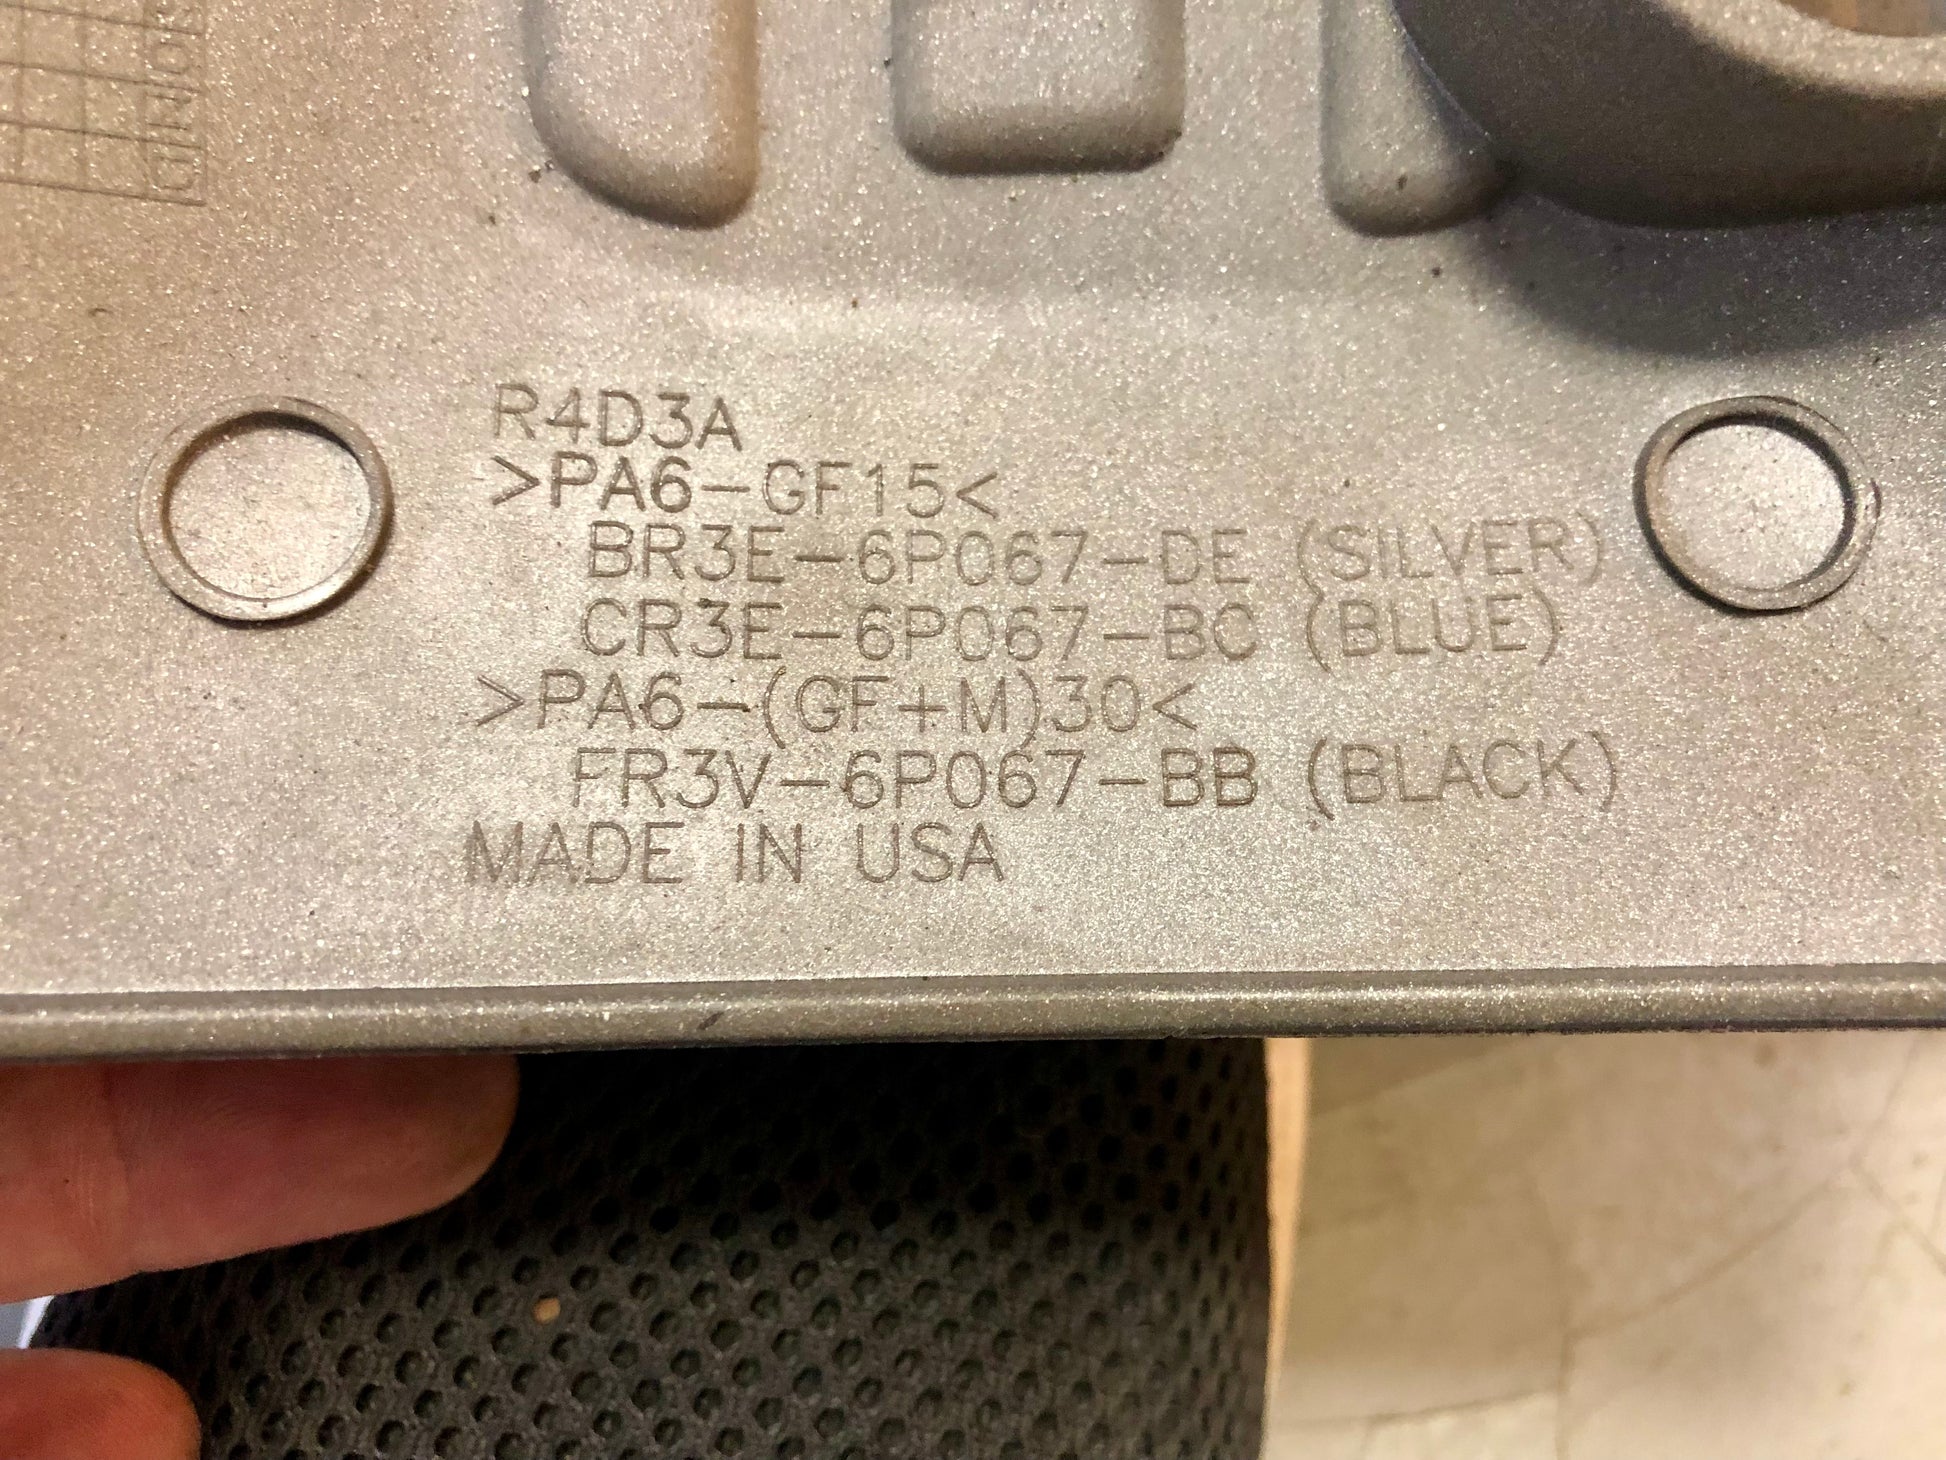 R4D3A
>PA6-GF15<
BR3E-6P067-DE (SILVER)
CR3E-6P067-BC (BLUE)
>PA6-(GF+M)30<
FR3V-6P067-BB (BLACK)
MADE IN USA